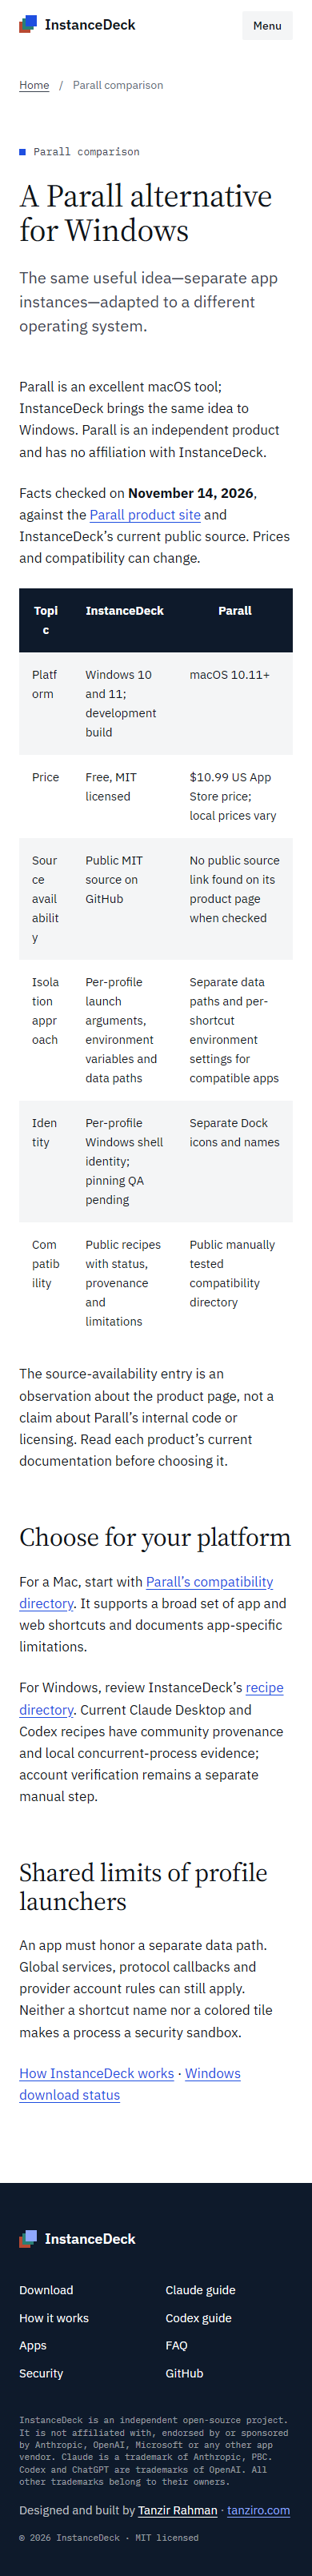 InstanceDeck
Menu
Home / Parall comparison
Parall comparison
A Parall alternative
for Windows
The same useful idea—separate app
instances—adapted to a different
operating system.
Parall is an excellent macOS tool;
InstanceDeck brings the same idea to
Windows. Parall is an independent product
and has no affiliation with InstanceDeck.
Facts checked on November 14, 2026,
against the Parall product site and
InstanceDeck’s current public source. Prices
and compatibility can change.
Topi
c
InstanceDeck
Parall
Platf
orm
Windows 10
and 11;
development
build
macOS 10.11+
Price
Free, MIT
licensed
$10.99 US App
Store price;
local prices vary
Sour
ce
avail
abilit
y
Public MIT
source on
GitHub
No public source
link found on its
product page
when checked
Isola
tion
appr
oach
Per-profile
launch
arguments,
environment
variables and
data paths
Separate data
paths and per-
shortcut
environment
settings for
compatible apps
Iden
tity
Per-profile
Windows shell
identity;
pinning QA
pending
Separate Dock
icons and names
Com
patib
ility
Public recipes
with status,
provenance
and
limitations
Public manually
tested
compatibility
directory
The source-availability entry is an
observation about the product page, not a
claim about Parall’s internal code or
licensing. Read each product’s current
documentation before choosing it.
Choose for your platform
For a Mac, start with Parall’s compatibility
directory. It supports a broad set of app and
web shortcuts and documents app-specific
limitations.
For Windows, review InstanceDeck’s recipe
directory. Current Claude Desktop and
Codex recipes have community provenance
and local concurrent-process evidence;
account verification remains a separate
manual step.
Shared limits of profile
launchers
An app must honor a separate data path.
Global services, protocol callbacks and
provider account rules can still apply.
Neither a shortcut name nor a colored tile
makes a process a security sandbox.
How InstanceDeck works · Windows
download status
InstanceDeck
Download
Claude guide
How it works
Codex guide
Apps
FAQ
Security
GitHub
InstanceDeck is an independent open-source project.
It is not affiliated with, endorsed by or sponsored
by Anthropic, OpenAI, Microsoft or any other app
vendor. Claude is a trademark of Anthropic, PBC.
Codex and ChatGPT are trademarks of OpenAI. All
other trademarks belong to their owners.
Designed and built by Tanzir Rahman · tanziro.com
© 2026 InstanceDeck · MIT licensed